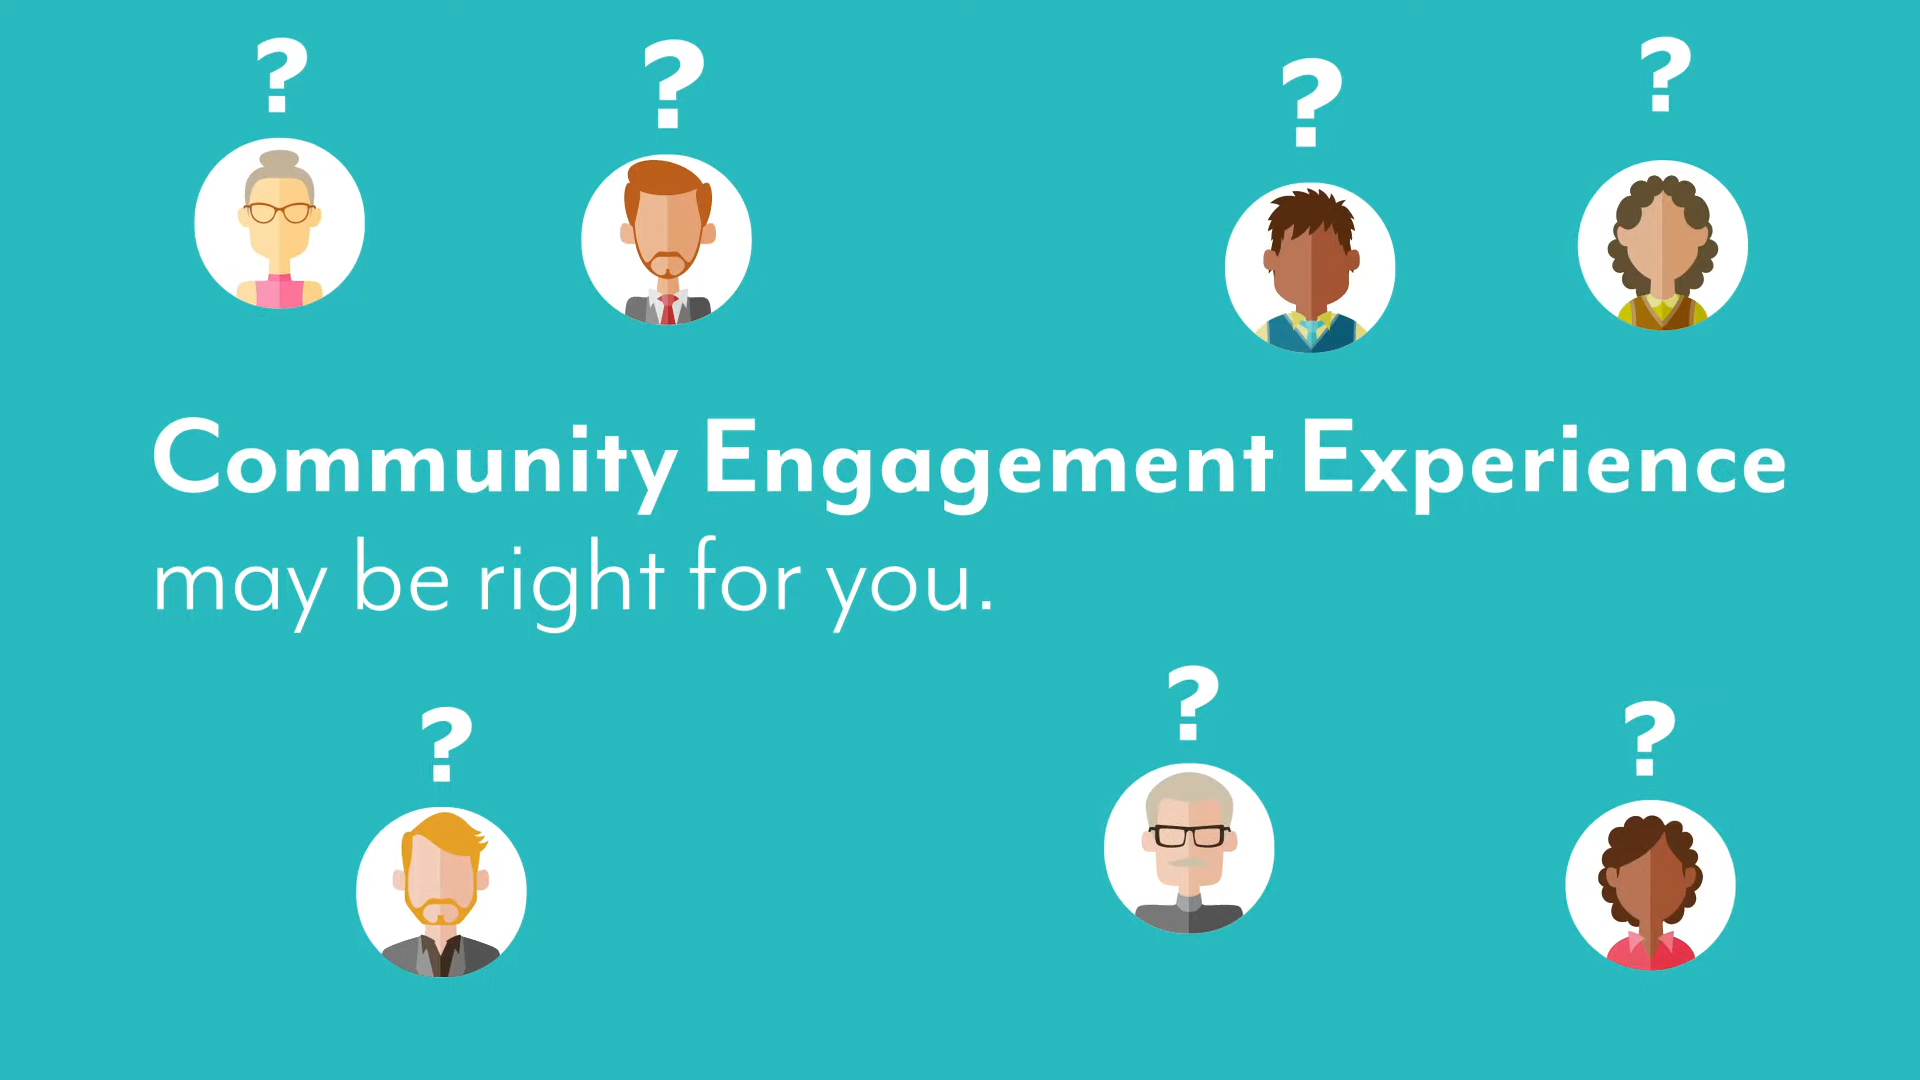 ? ? ? ?
Community Engagement Experience
may be right for you.
? ? ?